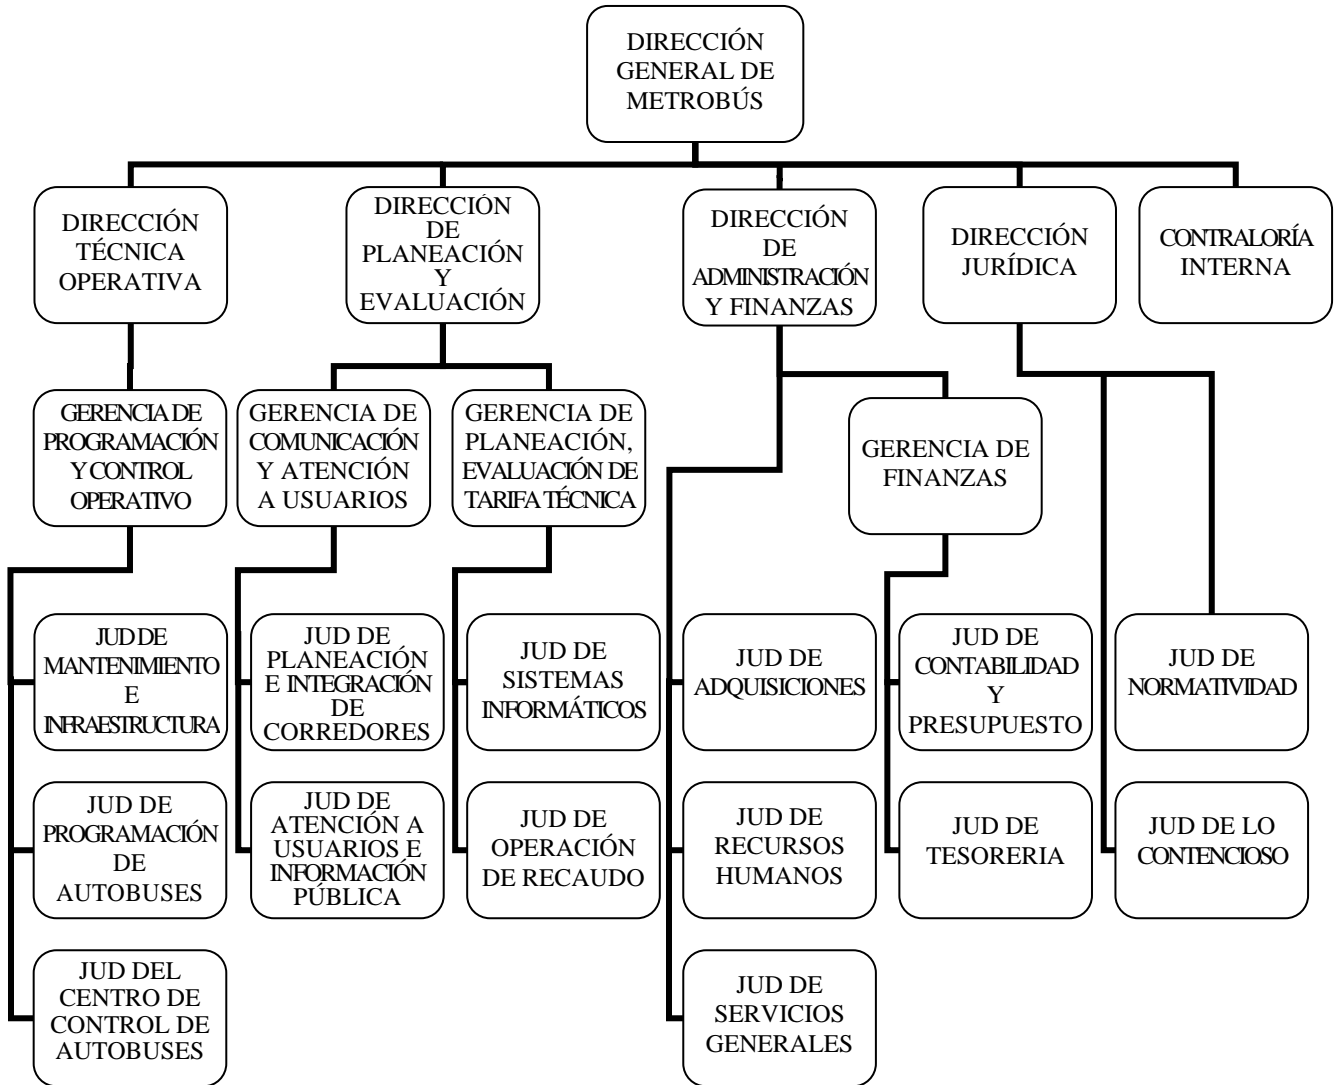 DIRECCIÓN
GENERAL DE
METROBÚS
DIRECCIÓN
TÉCNICA
OPERATIVA
DIRECCIÓN
DE
PLANEACIÓN
Y
EVALUACIÓN
DIRECCIÓN
DE
ADMINISTRACIÓN
Y FINANZAS
DIRECCIÓN
JURÍDICA
CONTRALORÍA
INTERNA
GERENCIA DE
PROGRAMACIÓN
Y CONTROL
OPERATIVO
GERENCIA DE
COMUNICACIÓN
Y ATENCIÓN
A USUARIOS
GERENCIA DE
PLANEACIÓN,
EVALUACIÓN DE
TARIFA TÉCNICA
GERENCIA DE
FINANZAS
JUD DE
MANTENIMIENTO
E
INFRAESTRUCTURA
JUD DE
PLANEACIÓN
E INTEGRACIÓN
DE
CORREDORES
JUD DE
SISTEMAS
INFORMÁTICOS
JUD DE
ADQUISICIONES
JUD DE
CONTABILIDAD
Y
PRESUPUESTO
JUD DE
NORMATIVIDAD
JUD DE
PROGRAMACIÓN
DE
AUTOBUSES
JUD DE
ATENCIÓN A
USUARIOS E
INFORMACIÓN
PÚBLICA
JUD DE
OPERACIÓN
DE RECAUDO
JUD DE
RECURSOS
HUMANOS
JUD DE
TESORERIA
JUD DE LO
CONTENCIOSO
JUD DEL
CENTRO DE
CONTROL DE
AUTOBUSES
JUD DE
SERVICIOS
GENERALES